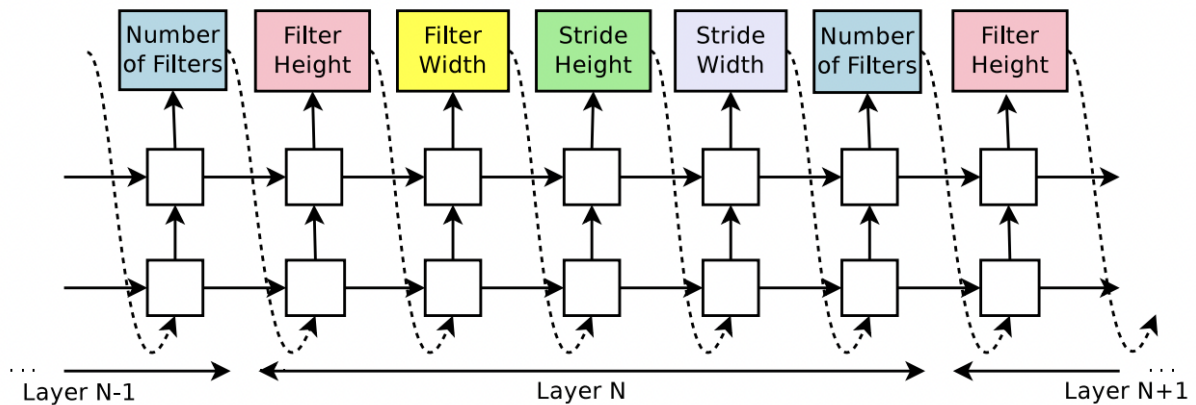 Number
of Filters
Filter
Height
Filter
Width
Stride
Height
Stride
Width
Number
of Filters
Filter
Height
...
Layer N-1
Layer N
...
Layer N+1